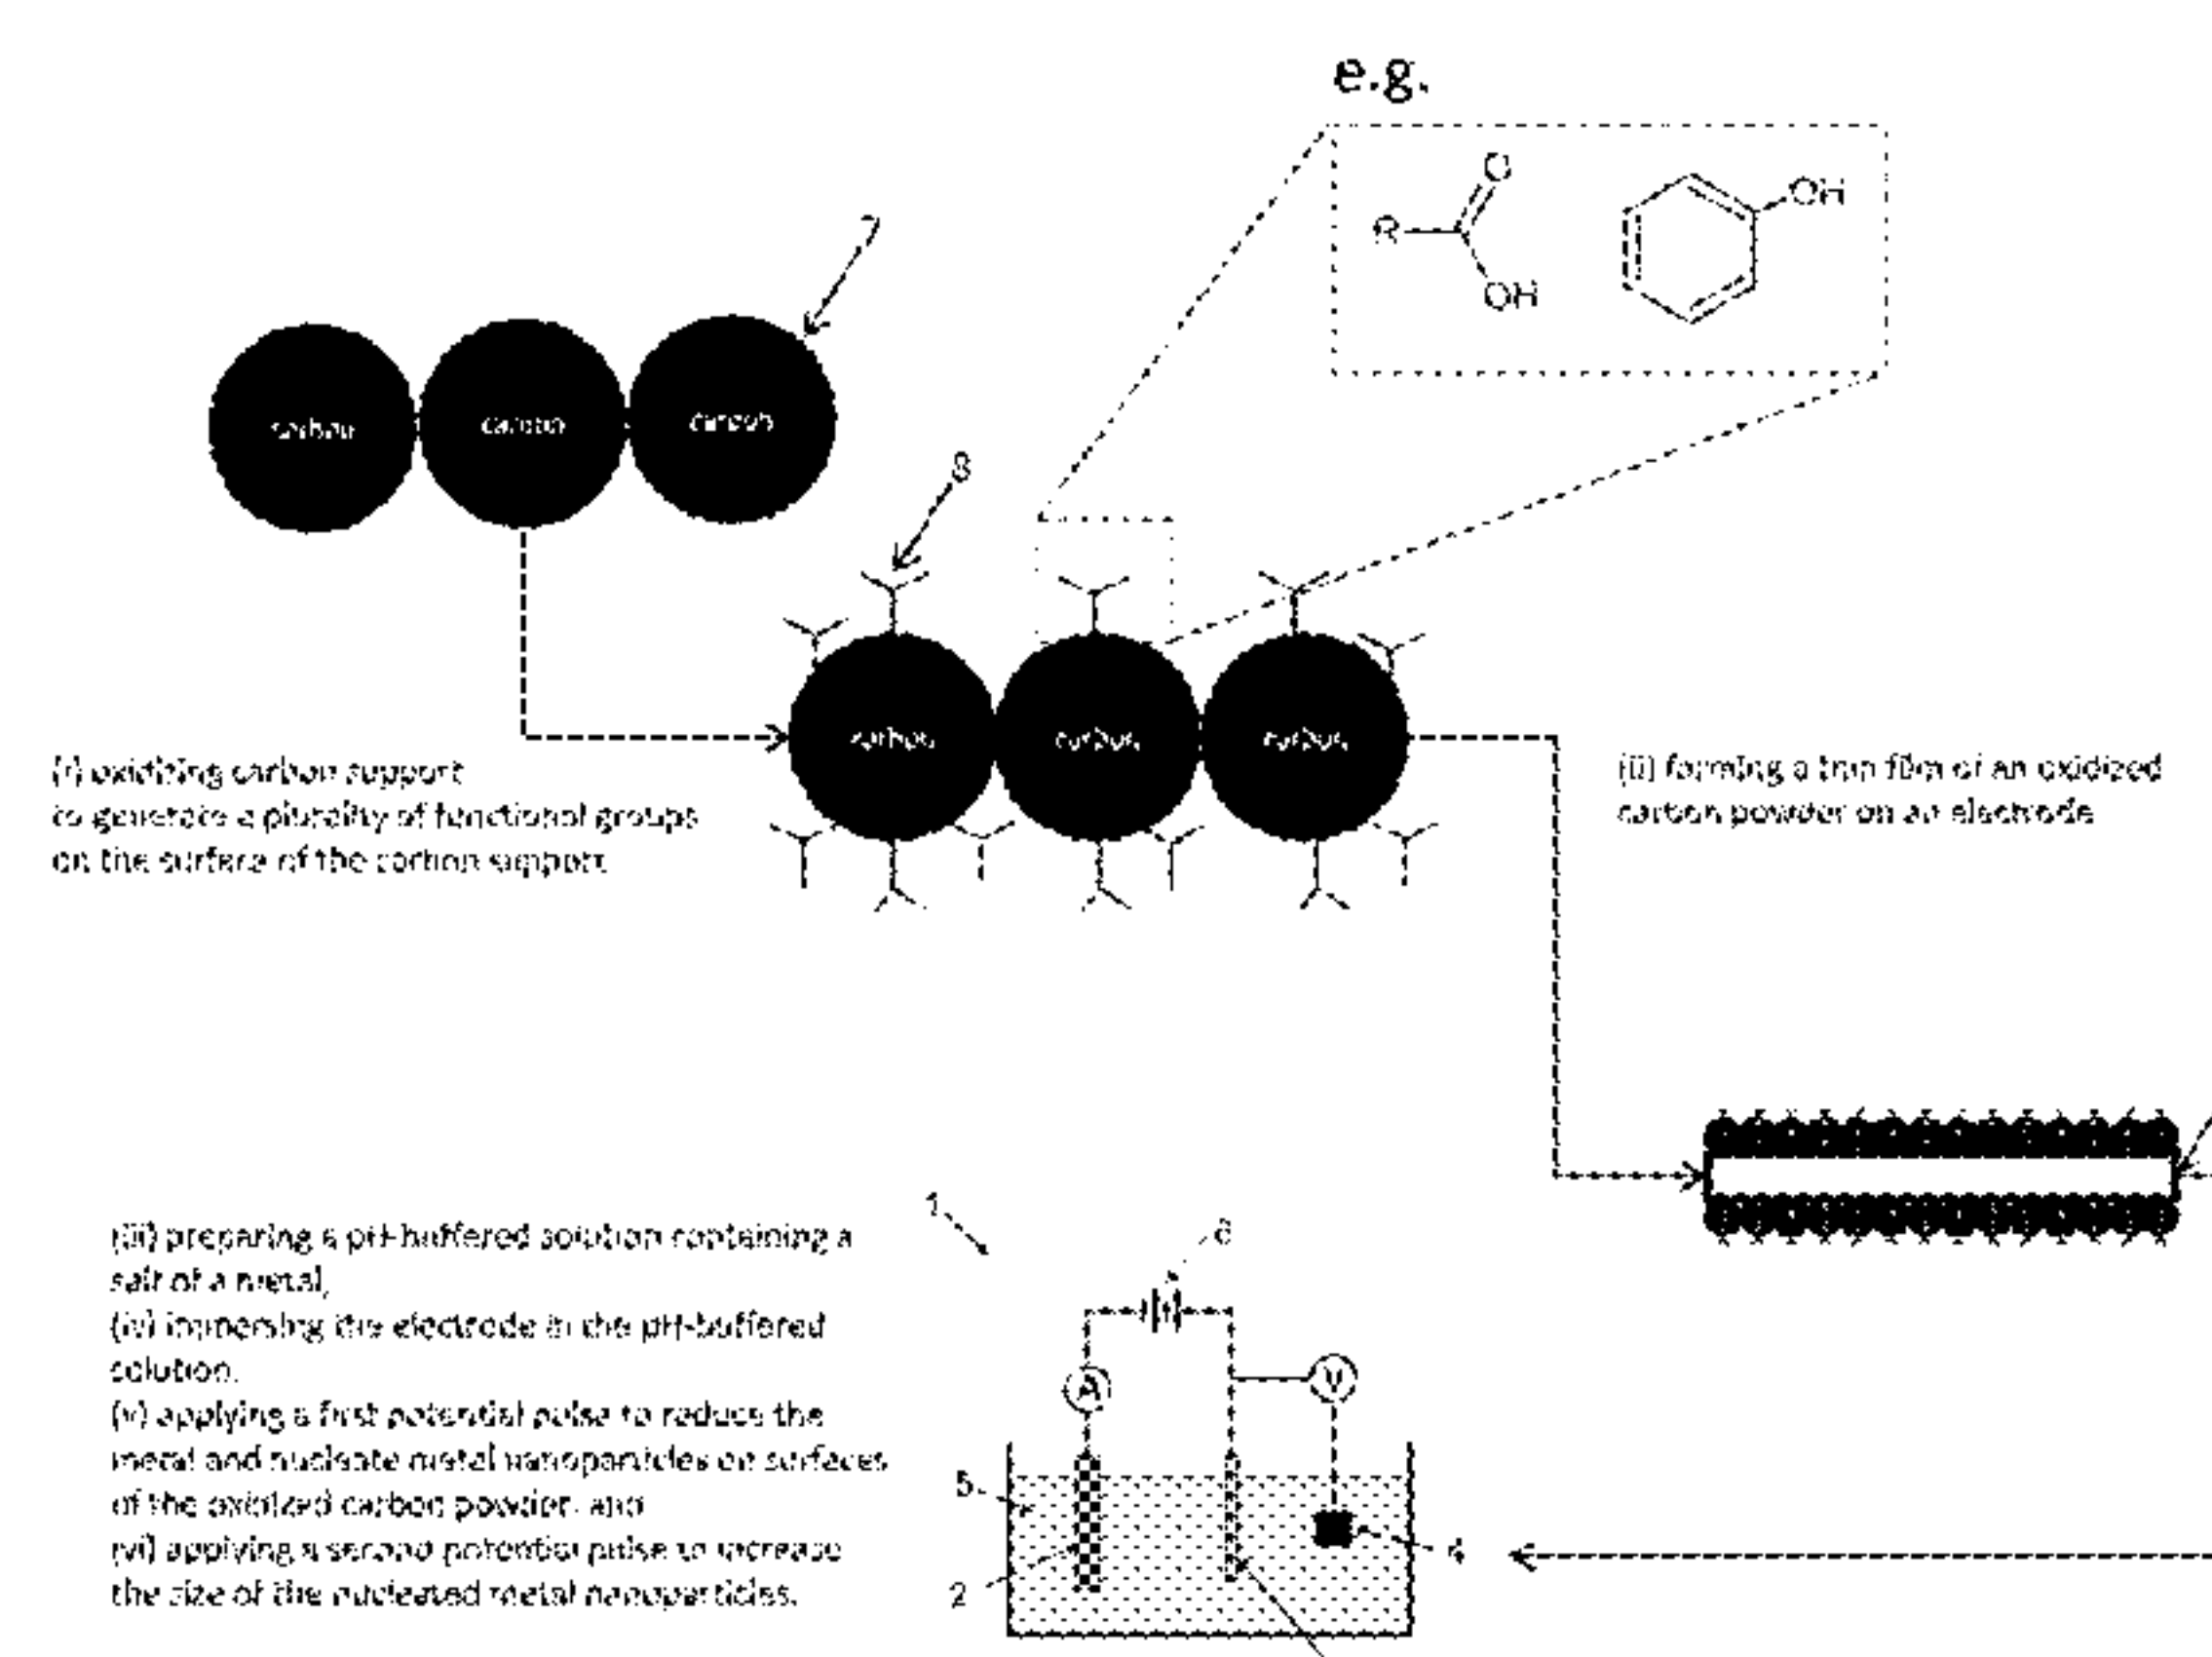 e.g.
O
OH
R
OH
7
carbon
carbon
carbon
8
carbon
carbon
carbon
(i) oxidizing carbon support
to generate a plurality of functional groups
on the surface of the carbon support
(ii) forming a thin film of an oxidized
carbon powder on an electrode
1
6
(iii) preparing a pH-buffered solution containing a
salt of a metal,
(iv) immersing the electrode in the pH-buffered
solution.
(v) applying a first potential pulse to reduce the
metal and nucleate metal nanoparticles on surfaces
of the oxidized carbon powder, and
(vi) applying a second potential pulse to increase
the size of the nucleated metal nanoparticles.
A
V
5
4
2